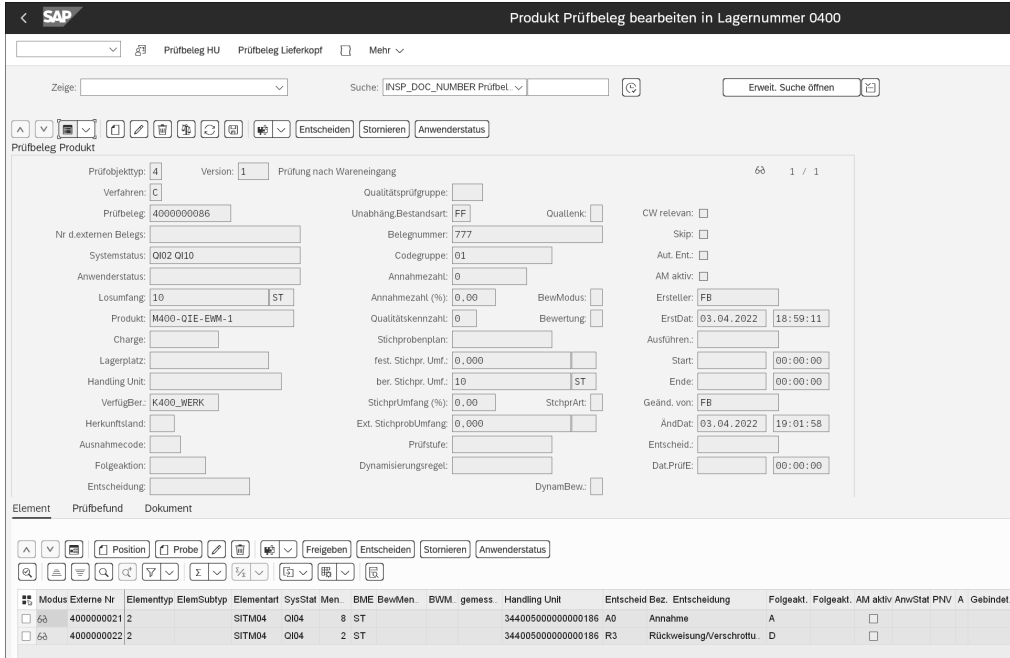 SAP Produkt Prüfbeleg bearbeiten in Lagernummer 0400
Prüfbeleg HU Prüfbeleg Lieferkopf Mehr
Zeige: Suche: INSP_DOC_NUMBER Prüfbel.. Erweit. Suche öffnen
Entscheiden Stornieren Anwenderstatus
Prüfbeleg Produkt
Prüfobjekttyp: 4 Version: 1 Prüfung nach Wareneingang 1 / 1
Verfahren: C Qualitätsprüfgruppe:
Prüfbeleg: 4000000086 Unabhäng.Bestandsart: FF Quallenk: CW relevan:
Nr d.externen Belegs: Belegnummer: 777 Skip:
Systemstatus: QI02 QI10 Codegruppe: 01 Aut. Ent.:
Anwenderstatus: Annahmezahl: 0 AM aktiv:
Losumfang: 10 ST Annahmezahl (%): 0,00 BewModus: Ersteller: FB
Produkt: M400-QIE-EWM-1 Qualitätskennzahl: 0 Bewertung: ErstDat: 03.04.2022 18:59:11
Charge: Stichprobenplan: Ausführen.:
Lagerplatz: fest. Stichpr. Umf.: 0,000 Start: 00:00:00
Handling Unit: ber. Stichpr. Umf.: 10 ST Ende: 00:00:00
VerfügBer.: K400_WERK StichprUmfang (%): 0,00 StchprArt: Geänd. von: FB
Herkunftsland: Ext. StichprobUmfang: 0,000 ÄndDat: 03.04.2022 19:01:58
Ausnahmecode: Prüfstufe: Entscheid.:
Folgeaktion: Dynamisierungsregel: Dat.PrüfE: 00:00:00
Entscheidung: DynamBew.:
Element Prüfbefund Dokument
Position Probe Freigeben Entscheiden Stornieren Anwenderstatus
Modus Externe Nr Elementtyp ElemSubtyp Elementart SysStat Men.. BME BewMen.. BWM.. gemess.. Handling Unit Entscheid Bez. Entscheidung Folgeakt. Folgeakt. AM aktiv AnwStat PNV A Gebindet
4000000021 2 SITM04 QI04 8 ST 344005000000000186 A0 Annahme A
4000000022 2 SITM04 QI04 2 ST 344005000000000186 R3 Rückweisung/Verschrottu.. D